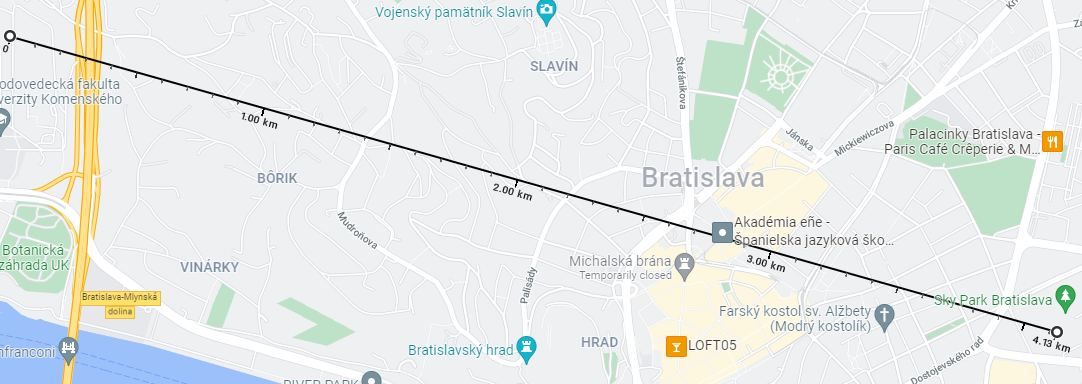 Vojenský pamätník Slavín
0
SLAVÍN
Štefánikova
odovedecká fakulta
verzity Komenského
1.00 km
Jánska
Mickiewiczova
Palacinky Bratislava -
Paris Café Crêperie & M...
BÔRIK
Bratislava
2.00 km
Mudroňova
Akadémia eñe -
Španielska jazyková ško...
Botanická
záhrada UK
VINÁRKY
Michalská brána
Temporarily closed
3.00 km
Palisády
Bratislava-Mlynská
dolina
Sky Park Bratislava
Farský kostol sv. Alžbety
(Modrý kostolík)
4.13 km
nfranconi
Bratislavský hrad
HRAD
LOFT05
Dostojevského rad
RIVER PARK